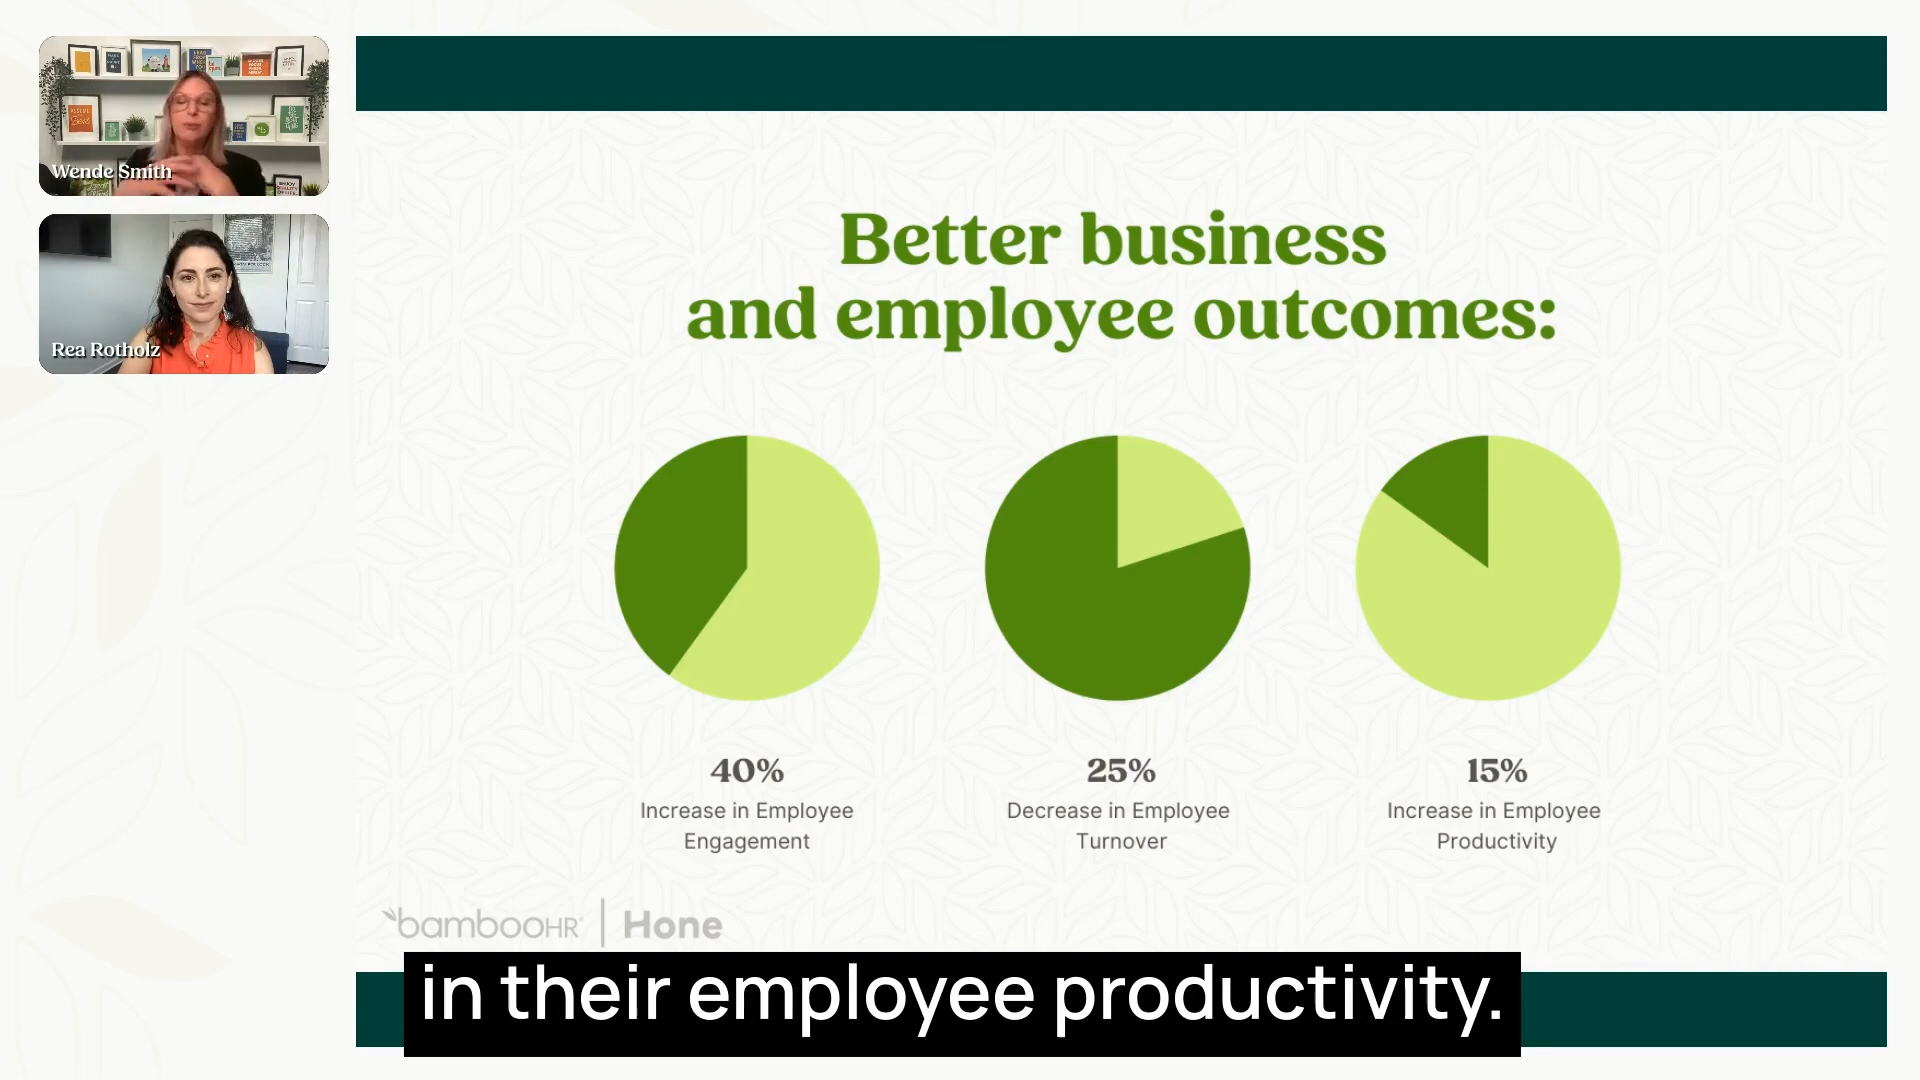 Wende Smith
Rea Rotholz
Better business
and employee outcomes:
40%
Increase in Employee
Engagement
25%
Decrease in Employee
Turnover
15%
Increase in Employee
Productivity
bambooHR
Hone
in their employee productivity.